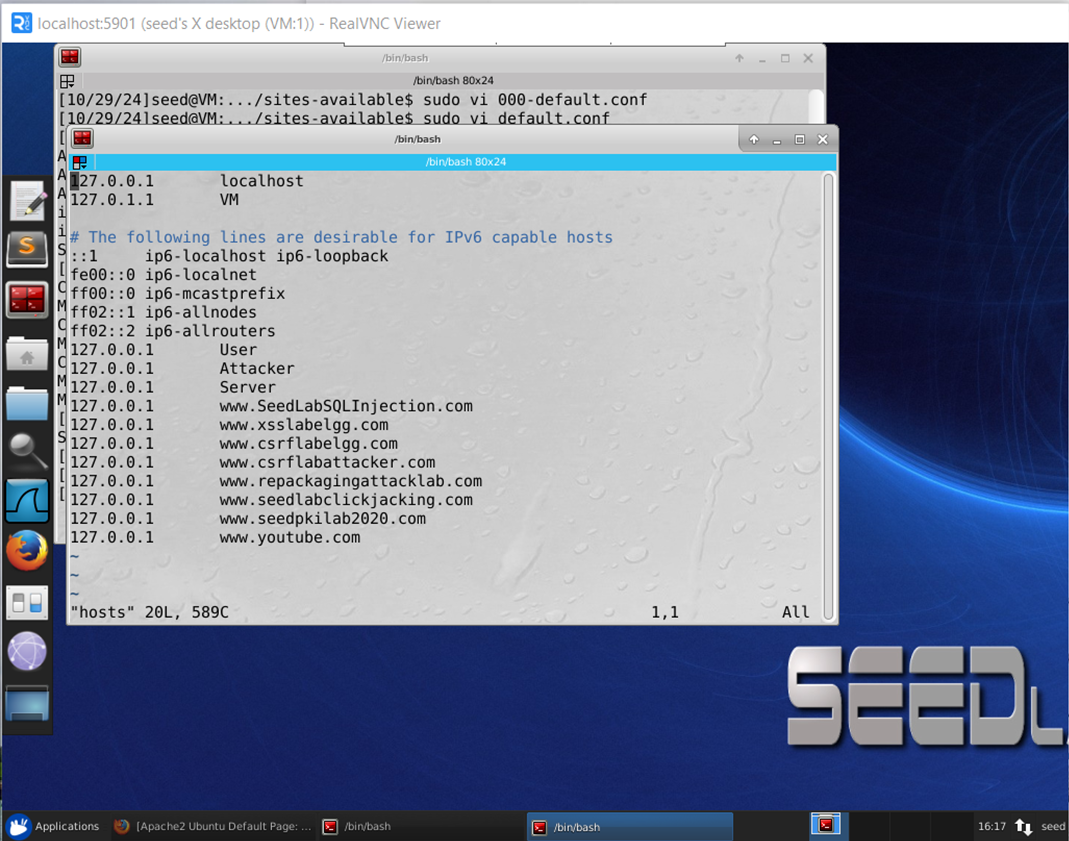 localhost:5901 (seed's X desktop (VM:1)) - RealVNC Viewer
/bin/bash
/bin/bash 80x24
[10/29/24]seed@VM:.../sites-available$ sudo vi 000-default.conf
[10/29/24]seed@VM:.../sites-available$ sudo vi default.conf
/bin/bash
/bin/bash 80x24
127.0.0.1 localhost
127.0.1.1 VM
# The following lines are desirable for IPv6 capable hosts
::1 ip6-localhost ip6-loopback
fe00::0 ip6-localnet
ff00::0 ip6-mcastprefix
ff02::1 ip6-allnodes
ff02::2 ip6-allrouters
127.0.0.1 User
127.0.0.1 Attacker
127.0.0.1 Server
127.0.0.1 www.SeedLabSQLInjection.com
127.0.0.1 www.xsslabelgg.com
127.0.0.1 www.csrflabelgg.com
127.0.0.1 www.csrflabattacker.com
127.0.0.1 www.repackagingattacklab.com
127.0.0.1 www.seedlabclickjacking.com
127.0.0.1 www.seedpkilab2020.com
127.0.0.1 www.youtube.com
~
~
~
"hosts" 20L, 589C 1,1 All
SEED
Applications [Apache2 Ubuntu Default Page: ... /bin/bash /bin/bash 16:17 seed